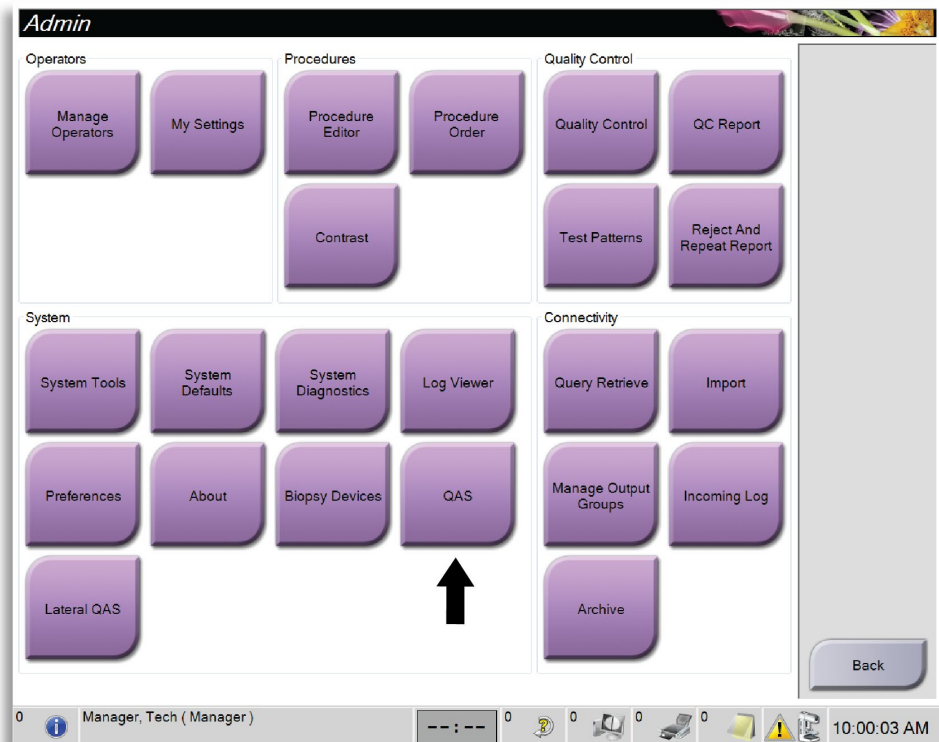 Admin
Operators
Manage
Operators
My Settings
Procedures
Procedure
Editor
Procedure
Order
Contrast
Quality Control
Quality Control
QC Report
Test Patterns
Reject And
Repeat Report
System
System Tools
System
Defaults
System
Diagnostics
Log Viewer
Preferences
About
Biopsy Devices
QAS
Lateral QAS
Connectivity
Query Retrieve
Import
Manage Output
Groups
Incoming Log
Archive
Back
0
Manager, Tech ( Manager )
--:--
0
0
0
0
10:00:03 AM